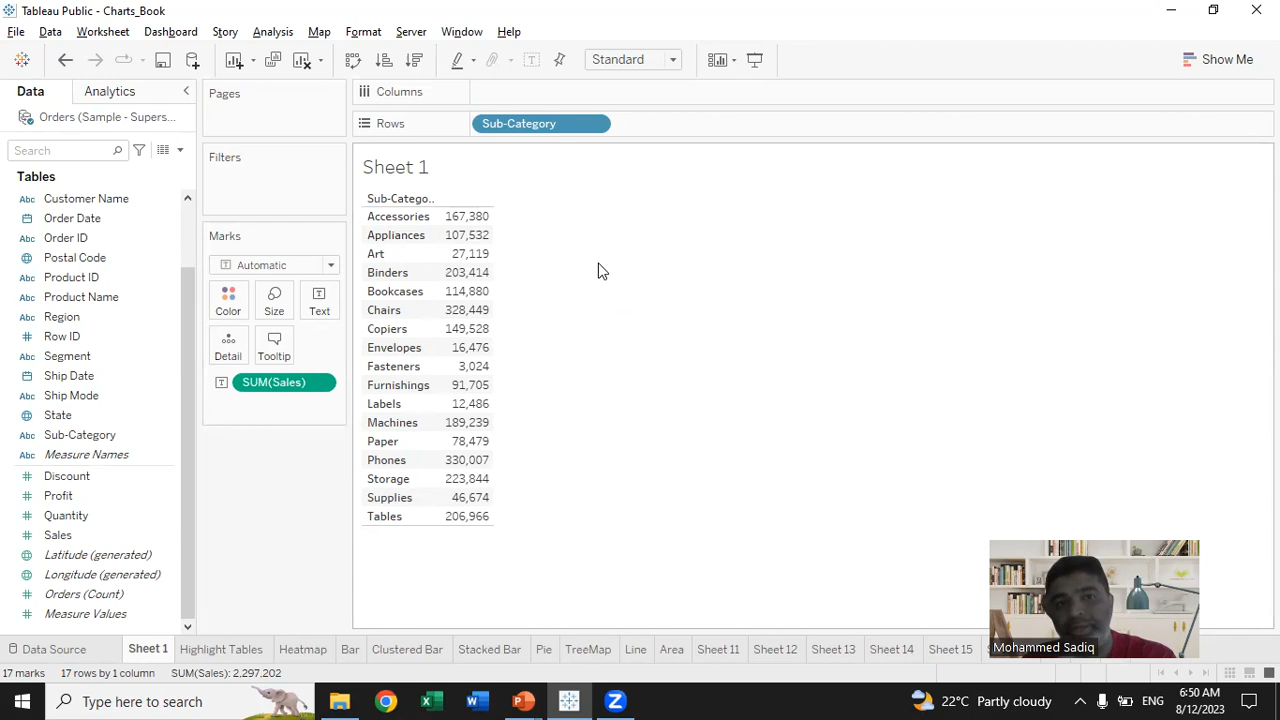 Tableau Public - Charts_Book
File Data Worksheet Dashboard Story Analysis Map Format Server Window Help
Standard
Show Me
Data Analytics
Pages
Columns
Orders (Sample - Supers...
Rows
Sub-Category
Search
Filters
Sheet 1
Tables
Abc Customer Name
Order Date
Abc Order ID
Postal Code
Abc Product ID
Abc Product Name
Abc Region
Row ID
Abc Segment
Ship Date
Abc Ship Mode
State
Abc Sub-Category
Abc Measure Names
Discount
Profit
Quantity
Sales
Latitude (generated)
Longitude (generated)
Orders (Count)
Measure Values
Marks
T Automatic
Color Size Text
Detail Tooltip
T SUM(Sales)
Sub-Catego..
Accessories 167,380
Appliances 107,532
Art 27,119
Binders 203,414
Bookcases 114,880
Chairs 328,449
Copiers 149,528
Envelopes 16,476
Fasteners 3,024
Furnishings 91,705
Labels 12,486
Machines 189,239
Paper 78,479
Phones 330,007
Storage 223,844
Supplies 46,674
Tables 206,966
Mohammed Sadiq
Data Source Sheet 1 Highlight Tables Heatmap Bar Clustered Bar Stacked Bar Pie TreeMap Line Area Sheet 11 Sheet 12 Sheet 13 Sheet 14 Sheet 15
17 marks 17 rows by 1 column SUM(Sales): 2,297,202
Type here to search
22°C Partly cloudy
ENG
6:50 AM
8/12/2023